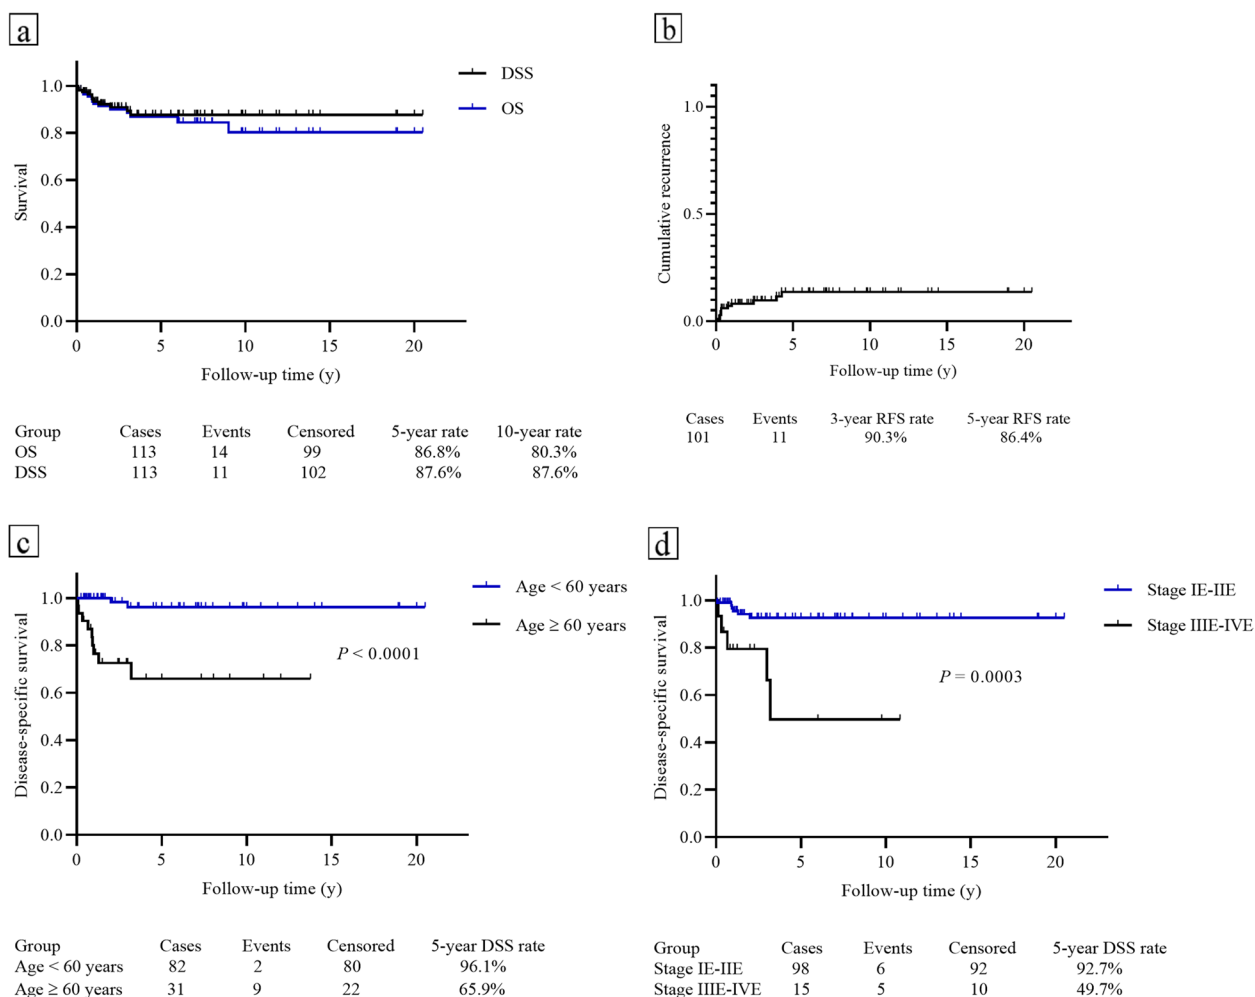 a
1.0
0.8
0.6
0.4
0.2
0.0
Survival
0 5 10 15 20
Follow-up time (y)
DSS
OS
Group Cases Events Censored 5-year rate 10-year rate
OS 113 14 99 86.8% 80.3%
DSS 113 11 102 87.6% 87.6%
b
1.0
0.5
0.0
Cumulative recurrence
0 5 10 15 20
Follow-up time (y)
Cases Events 3-year RFS rate 5-year RFS rate
101 11 90.3% 86.4%
c
1.0
0.8
0.6
0.4
0.2
0.0
Disease-specific survival
0 5 10 15 20
Follow-up time (y)
Age < 60 years
Age ≥ 60 years
P < 0.0001
Group Cases Events Censored 5-year DSS rate
Age < 60 years 82 2 80 96.1%
Age ≥ 60 years 31 9 22 65.9%
d
1.0
0.8
0.6
0.4
0.2
0.0
Disease-specific survival
0 5 10 15 20
Follow-up time (y)
Stage IE-IIE
Stage IIIE-IVE
P = 0.0003
Group Cases Events Censored 5-year DSS rate
Stage IE-IIE 98 6 92 92.7%
Stage IIIE-IVE 15 5 10 49.7%